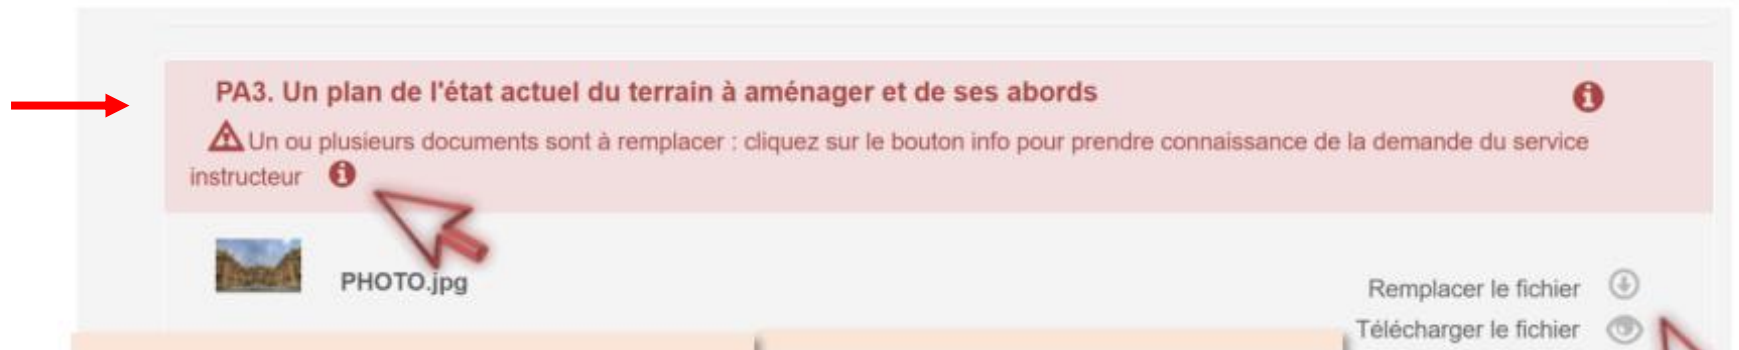 PA3. Un plan de l'état actuel du terrain à aménager et de ses abords
Un ou plusieurs documents sont à remplacer : cliquez sur le bouton info pour prendre connaissance de la demande du service
instructeur
PHOTO.jpg
Remplacer le fichier
Télécharger le fichier